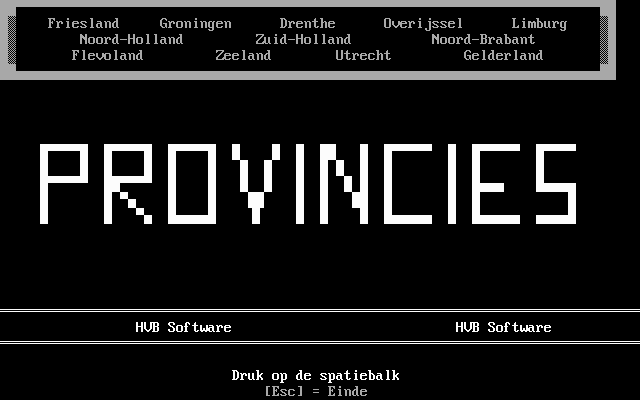 Friesland Groningen Drenthe Overijssel Limburg
Noord-Holland Zuid-Holland Noord-Brabant
Flevoland Zeeland Utrecht Gelderland
PROVINCIES
HVB Software HVB Software
Druk op de spatiebalk
[Esc] = Einde